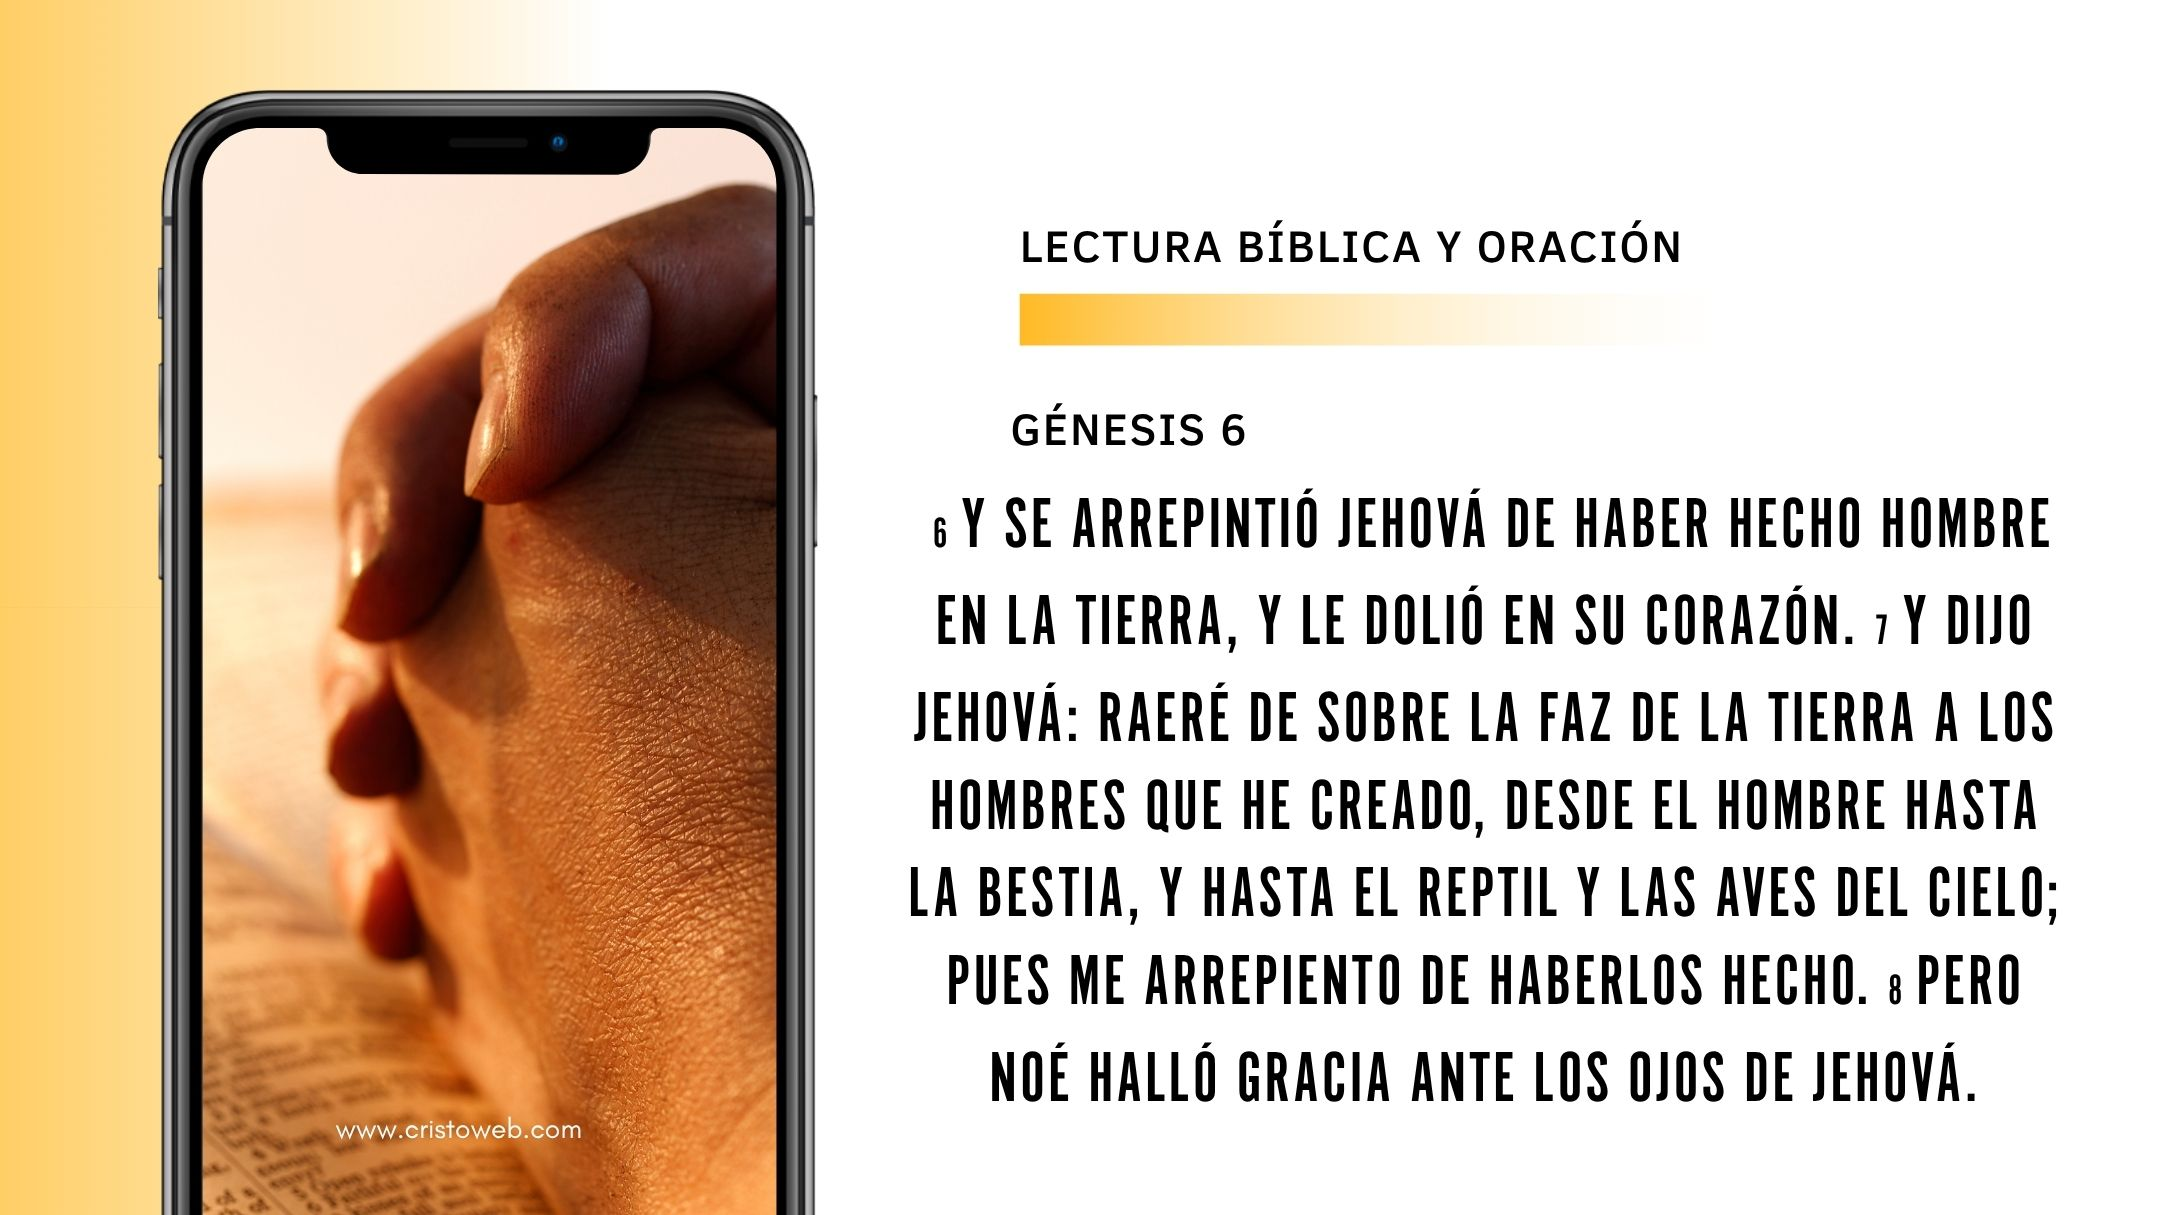 LECTURA BÍBLICA Y ORACIÓN
GÉNESIS 6
6 Y SE ARREPINTIÓ JEHOVÁ DE HABER HECHO HOMBRE
EN LA TIERRA, Y LE DOLIÓ EN SU CORAZÓN. 7 Y DIJO
JEHOVÁ: RAERÉ DE SOBRE LA FAZ DE LA TIERRA A LOS
HOMBRES QUE HE CREADO, DESDE EL HOMBRE HASTA
LA BESTIA, Y HASTA EL REPTIL Y LAS AVES DEL CIELO;
PUES ME ARREPIENTO DE HABERLOS HECHO. 8 PERO
NOÉ HALLÓ GRACIA ANTE LOS OJOS DE JEHOVÁ.
www.cristoweb.com